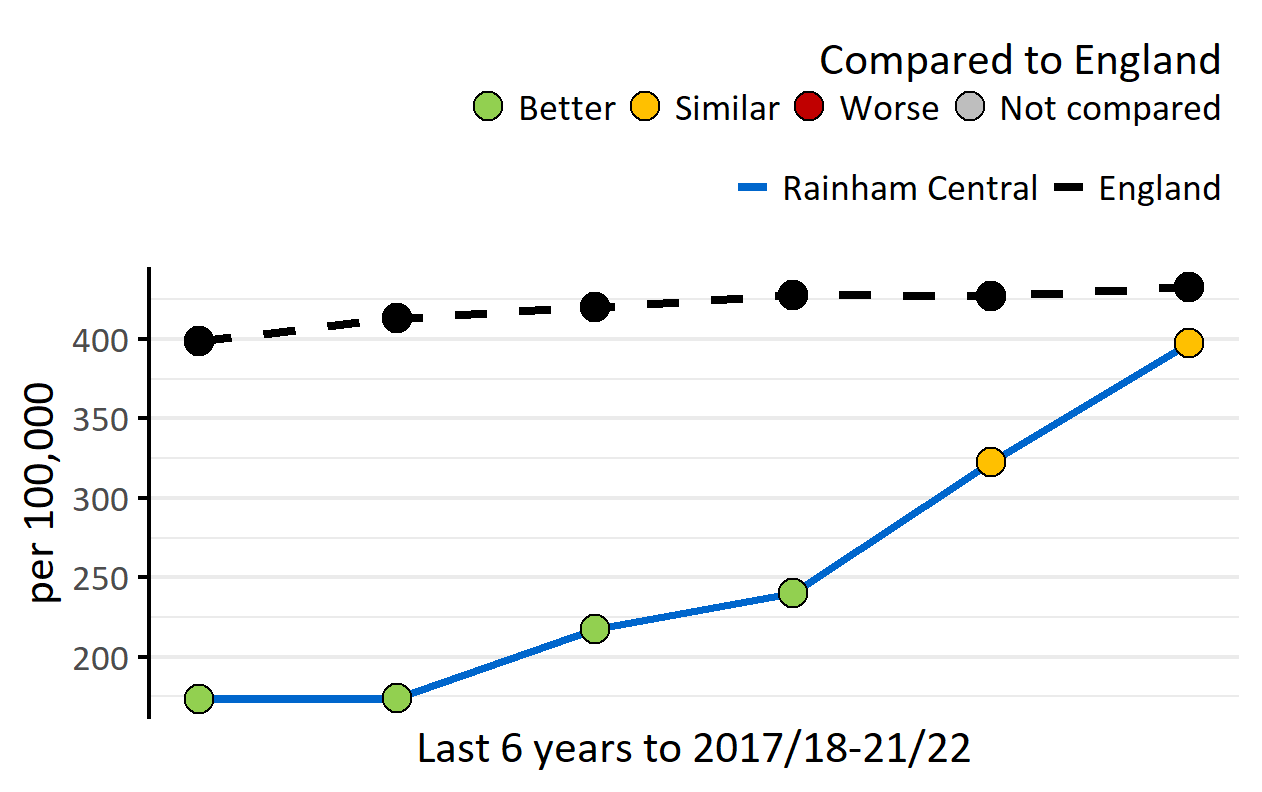 Compared to England
Better Similar Worse Not compared
Rainham Central England
400
350
300
250
200
per 100,000
Last 6 years to 2017/18-21/22